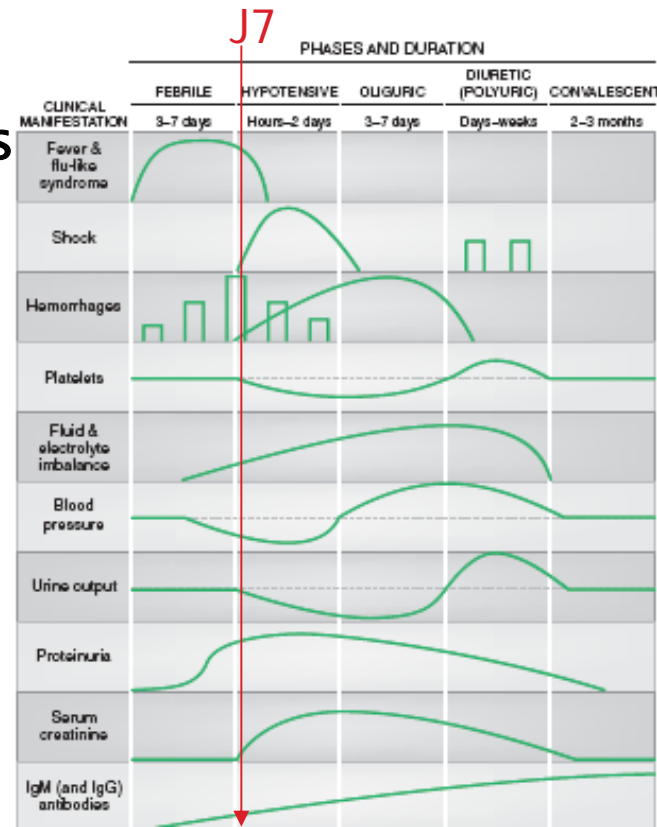 J7
PHASES AND DURATION
CLINICAL
MANIFESTATION
FEBRILE
3–7 days
HYPOTENSIVE
Hours–2 days
OLIGURIC
3–7 days
DIURETIC
(POLYURIC)
Days–weeks
CONVALESCENT
2–3 months
s
Fever &
flu-like
syndrome
Shock
Hemorrhages
Platelets
Fluid &
electrolyte
imbalance
Blood
pressure
Urine output
Proteinuria
Serum
creatinine
IgM (and IgG)
antibodies